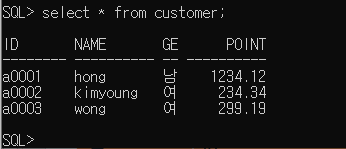 SQL> select * from customer;
ID       NAME       GE      POINT
-------- ---------- -- ----------
a0001    hong       남    1234.12
a0002    kimyoung   여     234.34
a0003    wong       여     299.19
SQL>